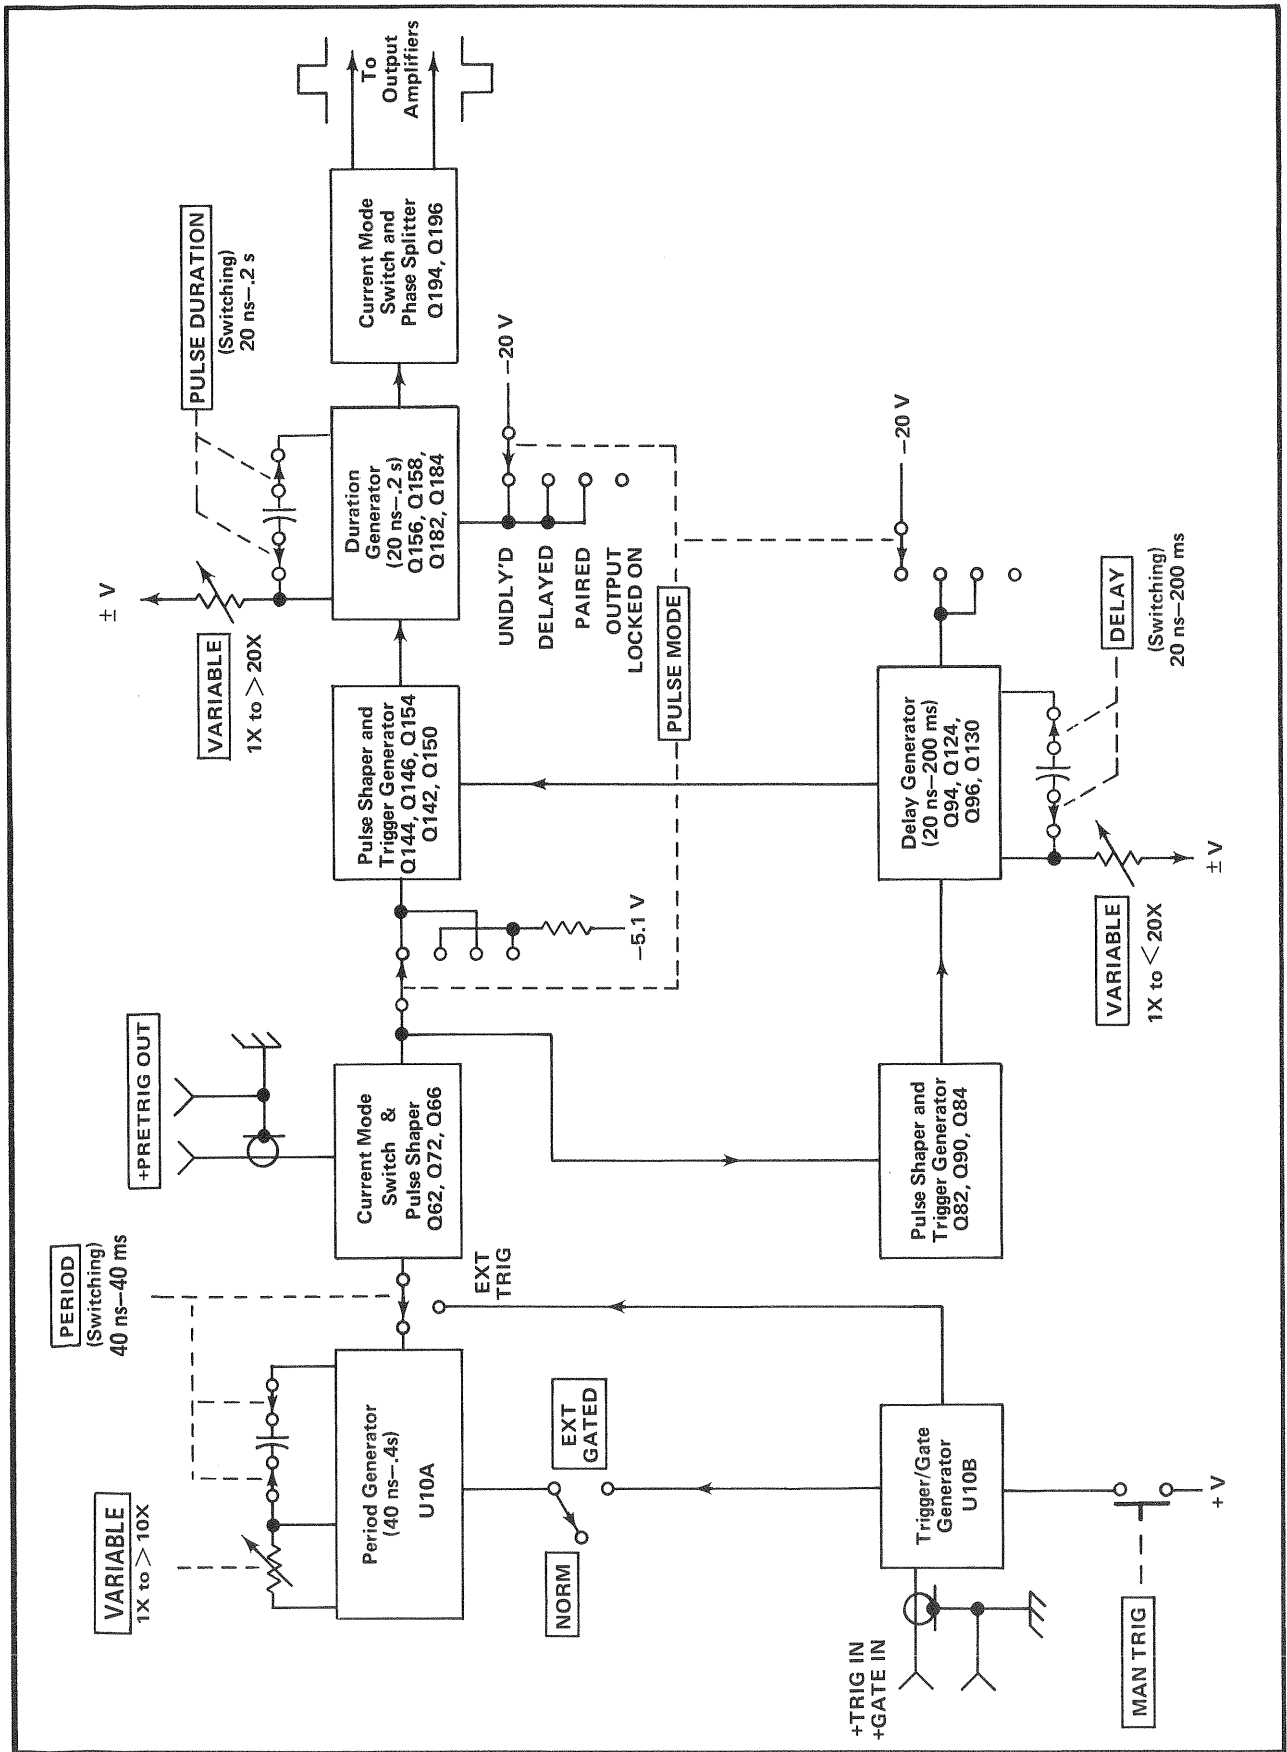 VARIABLE
1X to > 10X
PERIOD
(Switching)
40 ns–40 ms
+PRETRIG OUT
VARIABLE
1X to > 20X
± V
PULSE DURATION
(Switching)
20 ns–.2 s
Period Generator
(40 ns–.4s)
U10A
EXT
TRIG
Current Mode
Switch &
Pulse Shaper
Q62, Q72, Q66
Pulse Shaper and
Trigger Generator
Q144, Q146, Q154
Q142, Q150
Duration
Generator
(20 ns–.2 s)
Q156, Q158,
Q182, Q184
Current Mode
Switch and
Phase Splitter
Q194, Q196
To
Output
Amplifiers
NORM
EXT
GATED
–5.1 V
UNDLY'D
DELAYED
PAIRED
OUTPUT
LOCKED ON
–20 V
PULSE MODE
+TRIG IN
+GATE IN
Trigger/Gate
Generator
U10B
Pulse Shaper and
Trigger Generator
Q82, Q90, Q84
Delay Generator
(20 ns–200 ms)
Q94, Q124,
Q96, Q130
–20 V
MAN TRIG
+ V
VARIABLE
1X to < 20X
± V
DELAY
(Switching)
20 ns–200 ms